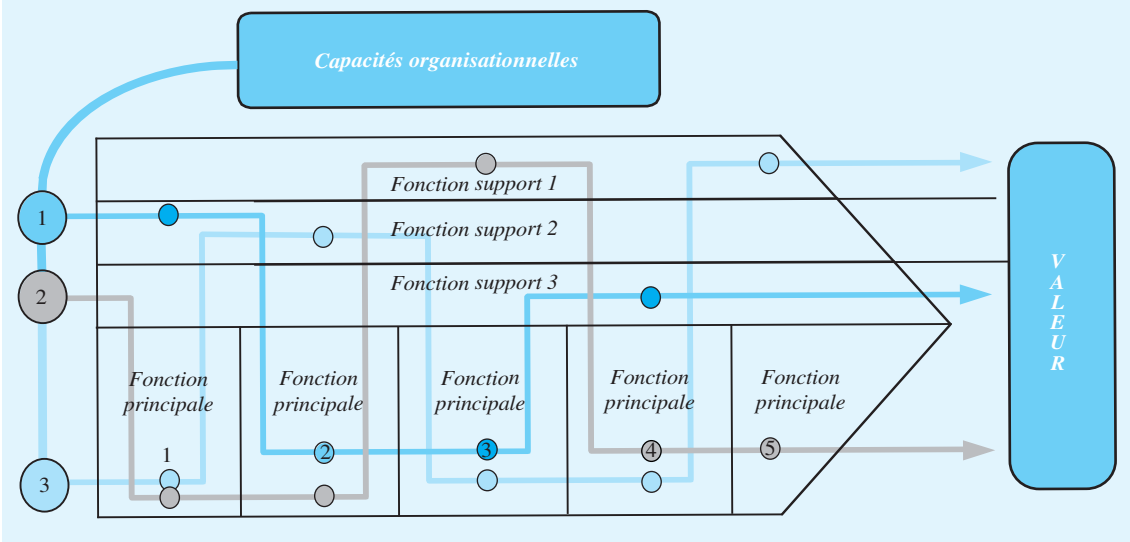 Capacités organisationnelles
Fonction support 1
1
Fonction support 2
Fonction support 3
2
V
A
L
E
U
R
Fonction
principale
1
Fonction
principale
2
Fonction
principale
3
Fonction
principale
4
Fonction
principale
5
3